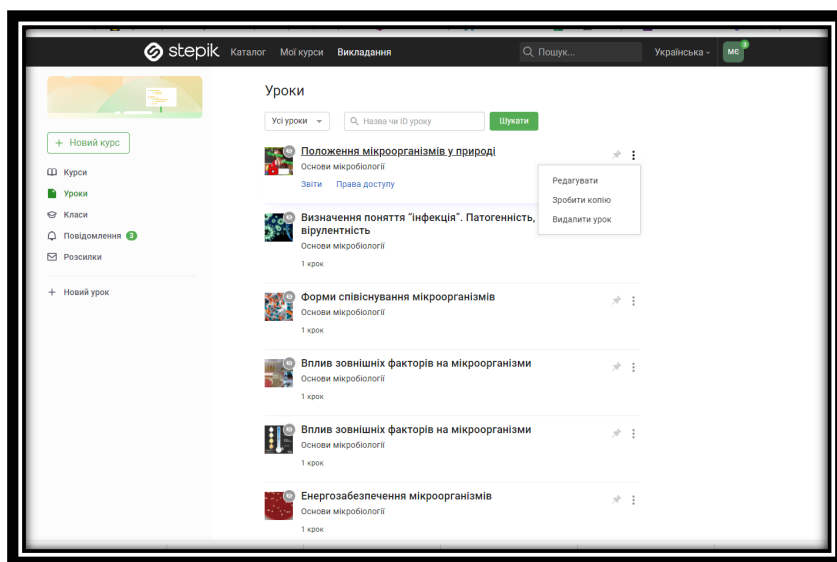 stepik Каталог Мої курси Викладання Пошук... Українська МЄ 3
Уроки
Усі уроки Назва чи ID уроку Шукати
+ Новий курс
Курси
Уроки
Класи
Повідомлення 3
Розсилки
+ Новий урок
Положення мікроорганізмів у природі
Основи мікробіології
Звіти Права доступу
Редагувати
Зробити копію
Видалити урок
Визначення поняття "інфекція". Патогенність,
вірулентність
Основи мікробіології
1 крок
Форми співіснування мікроорганізмів
Основи мікробіології
1 крок
Вплив зовнішніх факторів на мікроорганізми
Основи мікробіології
1 крок
Вплив зовнішніх факторів на мікроорганізми
Основи мікробіології
1 крок
Енергозабезпечення мікроорганізмів
Основи мікробіології
1 крок